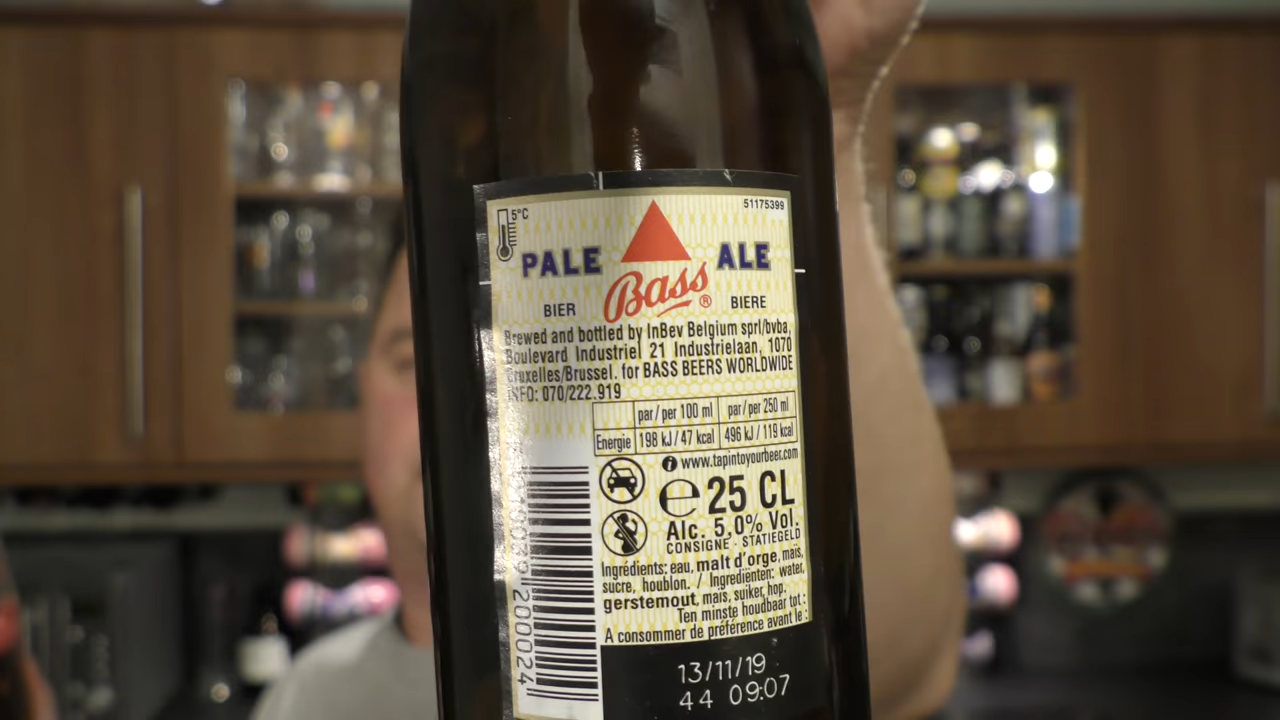 5°C
51175399
PALE ALE
Bass®
BIER BIERE
Brewed and bottled by InBev Belgium sprl/bvba,
Boulevard Industriel 21 Industrielaan, 1070
Bruxelles/Brussel. for BASS BEERS WORLDWIDE
INFO: 070/222.919
par/per 100 ml par/per 250 ml
Energie 198 kJ/47 kcal 496 kJ/119 kcal
i www.tapintoyourbeer.com
e 25 CL
Alc. 5,0% Vol.
CONSIGNE - STATIEGELD
Ingrédients: eau, malt d'orge, maïs,
sucre, houblon. / Ingrediënten: water,
gerstemout, mais, suiker, hop.
Ten minste houdbaar tot :
A consommer de préférence avant le :
13/11/19
44 09:07